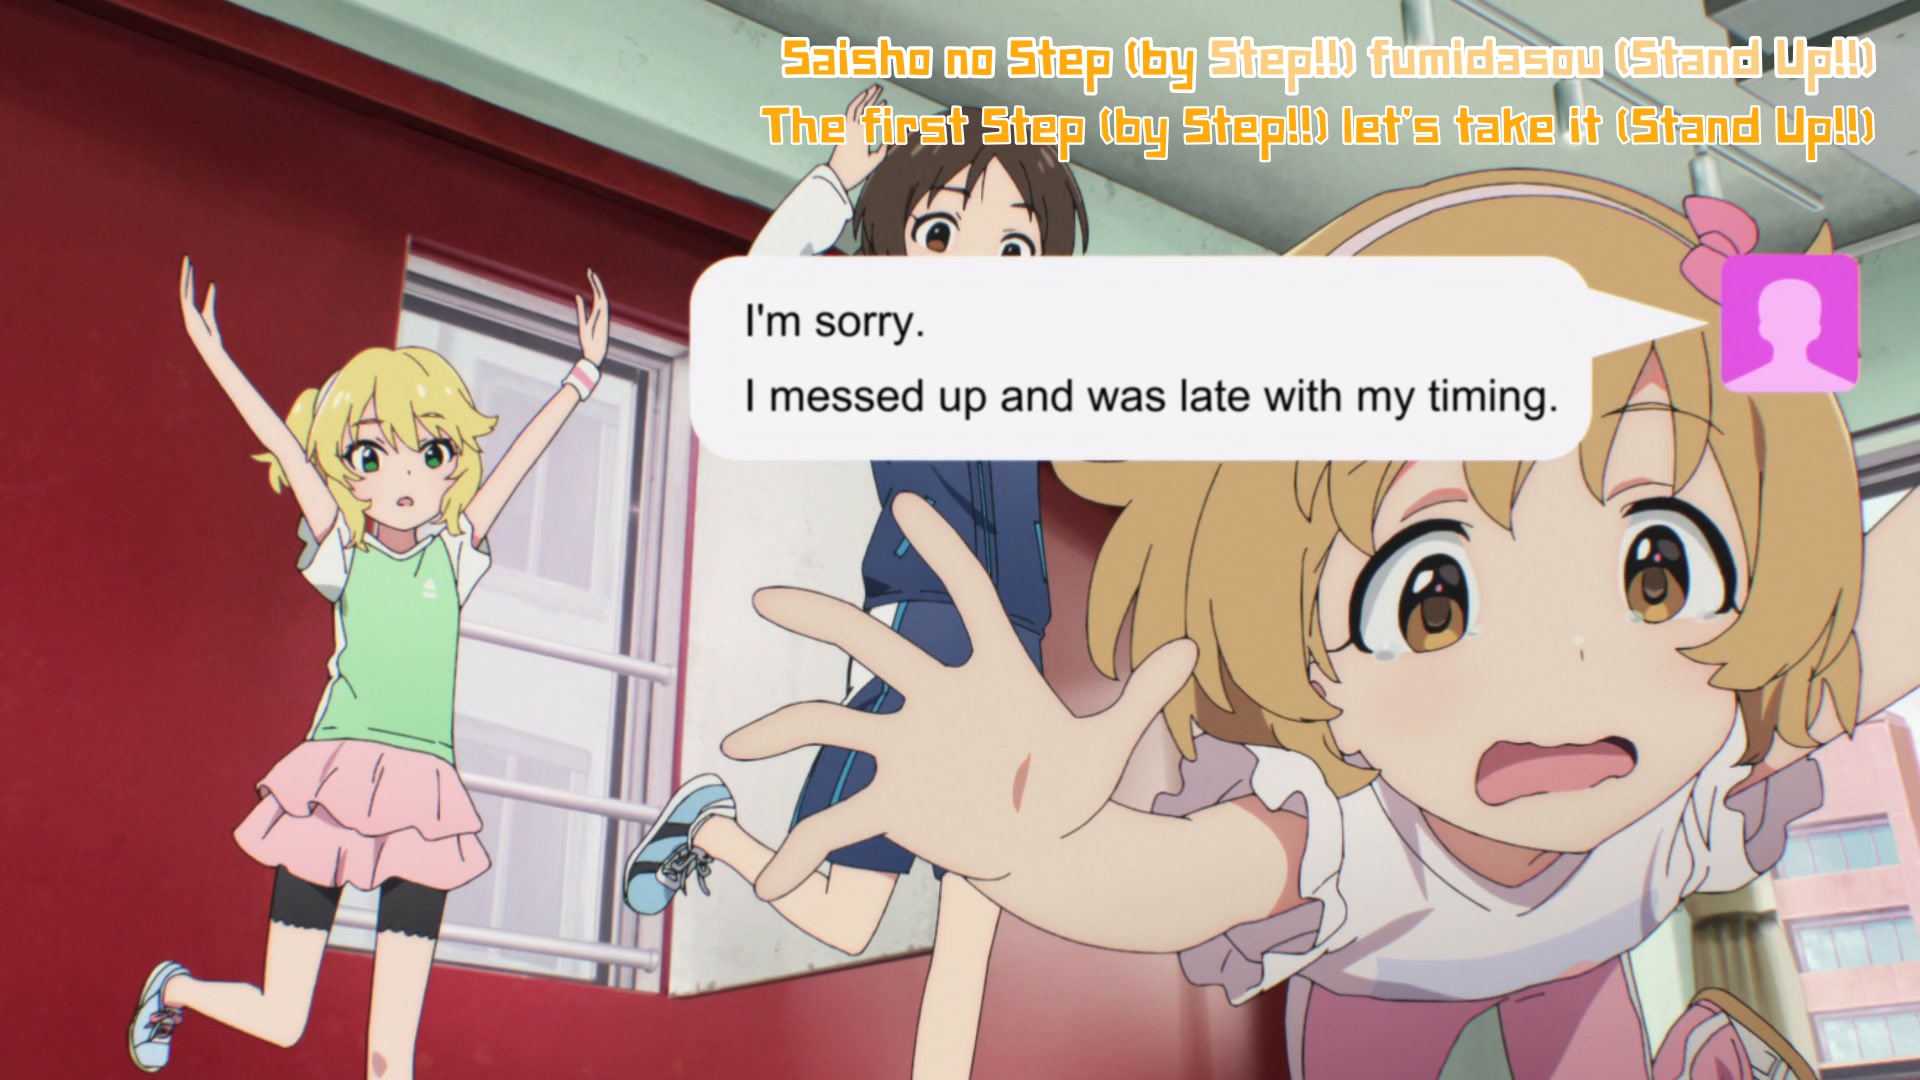 Saisho no Step (by Step!!) fumidasou (Stand Up!!)
The first Step (by Step!!) let's take it (Stand Up!!)
I'm sorry.
I messed up and was late with my timing.